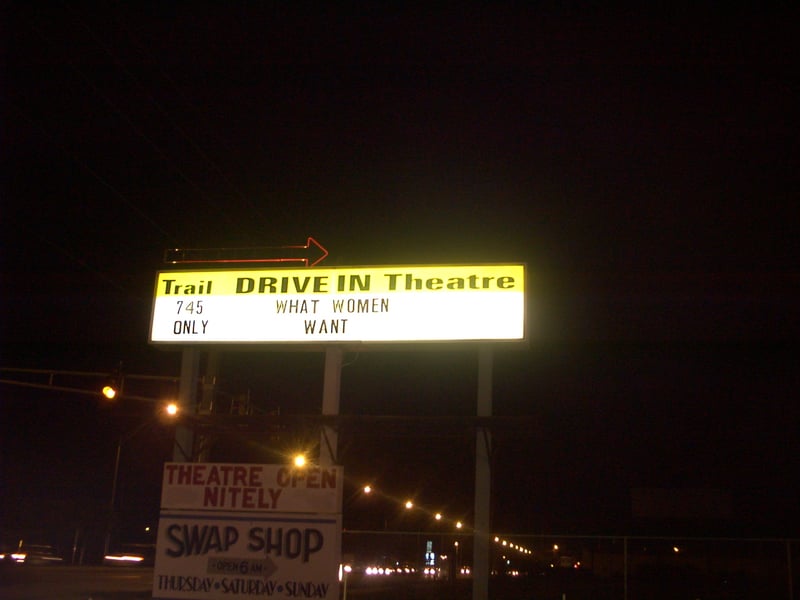 Trail DRIVE IN Theatre
745 WHAT WOMEN
ONLY WANT
THEATRE OPEN
NITELY
SWAP SHOP
OPEN 6 AM
THURSDAY • SATURDAY • SUNDAY